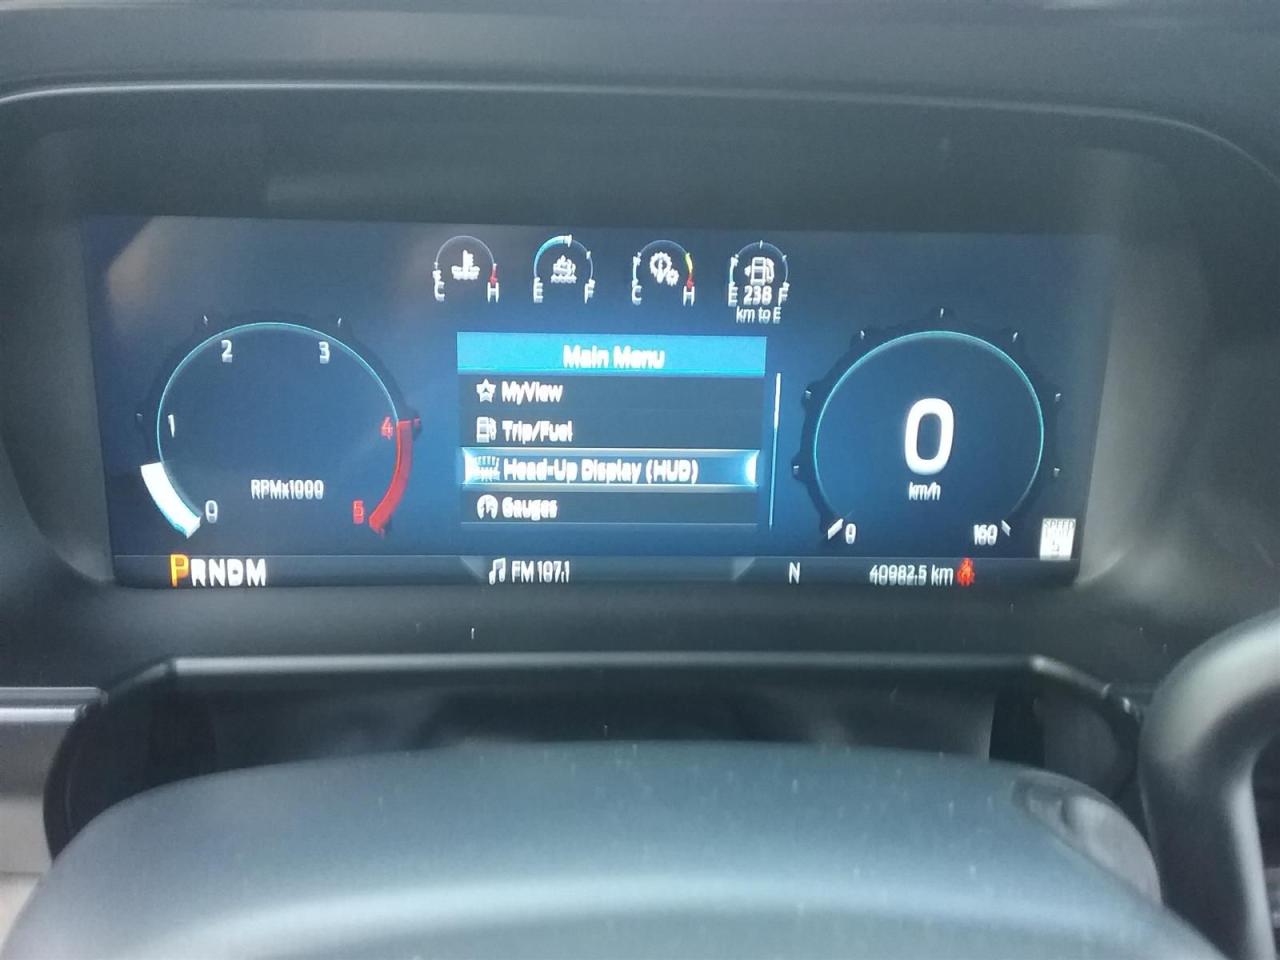 C H
E F
C H
E 238 F
km to E
Main Menu
MyView
Trip/Fuel
Head-Up Display (HUD)
Gauges
0 1 2 3 4 5
RPMx1000
0
km/h
0 160
SPEED
PRNDM
FM 107.1
N
40982.5 km